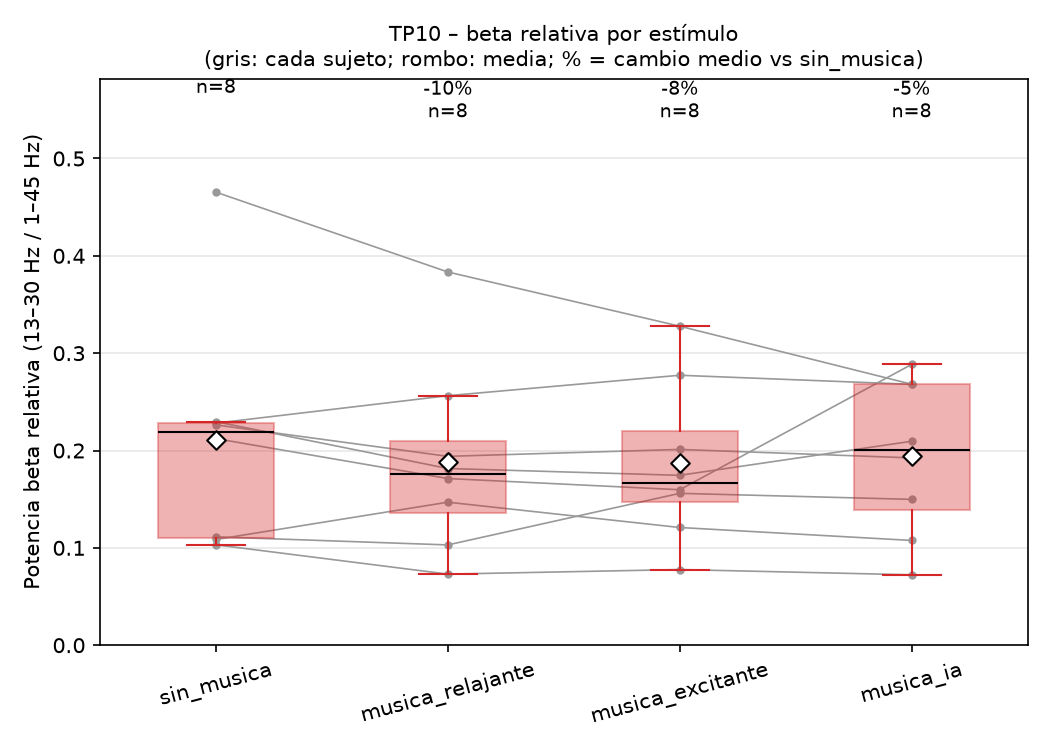 TP10 – beta relativa por estímulo
(gris: cada sujeto; rombo: media; % = cambio medio vs sin_musica)
n=8
-10%
n=8
-8%
n=8
-5%
n=8
Potencia beta relativa (13–30 Hz / 1–45 Hz)
0.5
0.4
0.3
0.2
0.1
0.0
sin_musica
musica_relajante
musica_excitante
musica_ia